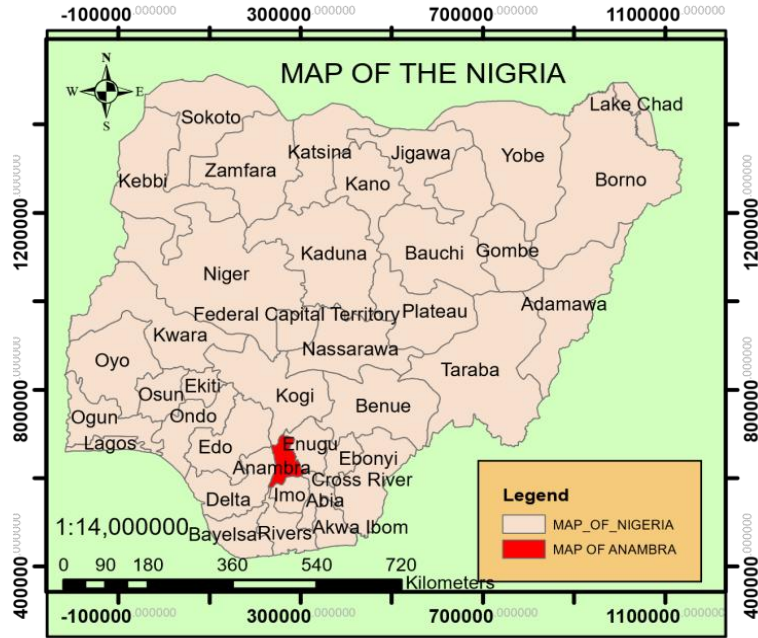 -100000.000000 300000.000000 700000.000000 1100000.000000
N
W E
S
MAP OF THE NIGRIA
Lake Chad
Sokoto
Katsina Jigawa Yobe
Zamfara
Kebbi Kano Borno
1200000.000000 1200000.000000
Kaduna Bauchi Gombe
Niger
Federal Capital Territory Plateau Adamawa
Kwara
Nassarawa
Oyo Taraba
800000.000000 800000.000000
Osun Ekiti Kogi
Benue
Ogun Ondo
Lagos Edo Enugu
Ebonyi
Anambra
Cross River
Delta Imo Abia
1:14,000000 Bayelsa Rivers Akwa Ibom
Legend
MAP_OF_NIGERIA
MAP OF ANAMBRA
0 90 180 360 540 720
Kilometers
400000.000000 400000.000000
-100000.000000 300000.000000 700000.000000 1100000.000000